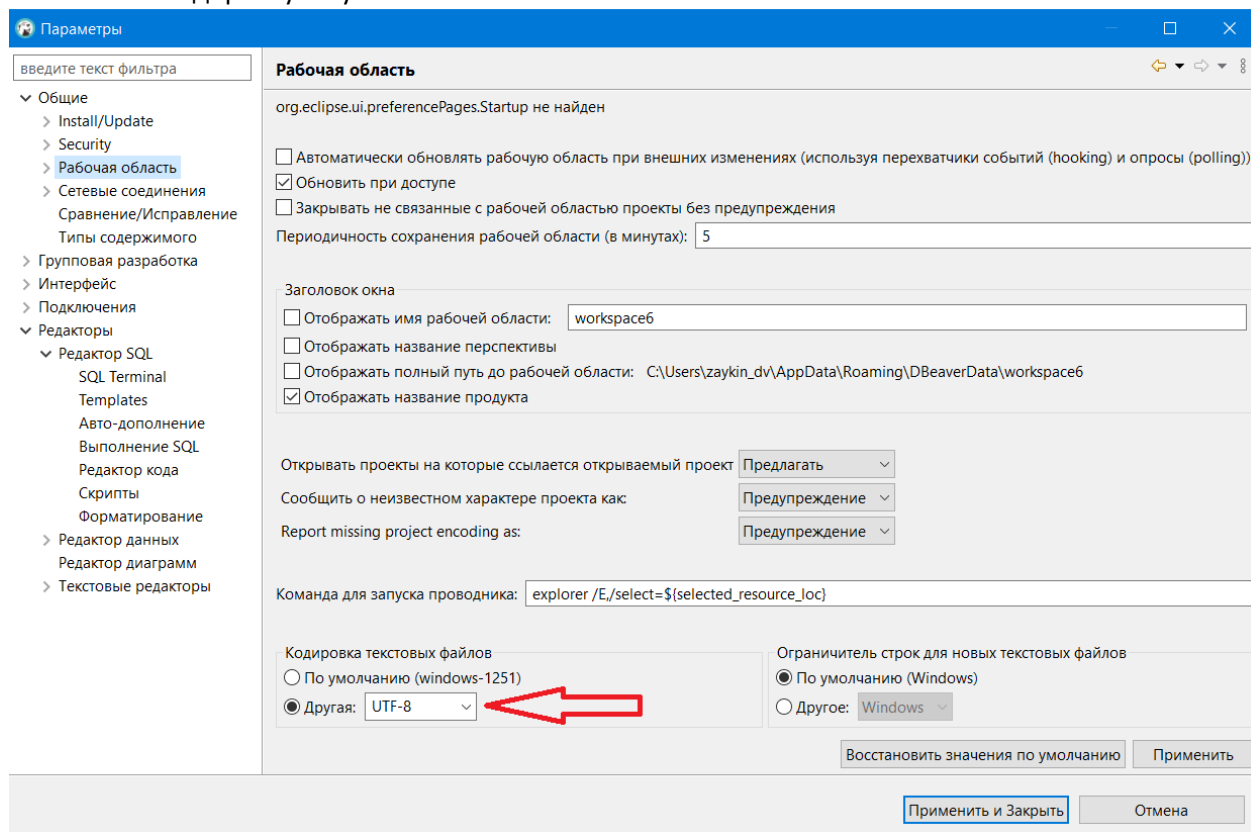 Параметры
введите текст фильтра
Общие
Install/Update
Security
Рабочая область
Сетевые соединения
Сравнение/Исправление
Типы содержимого
Групповая разработка
Интерфейс
Подключения
Редакторы
Редактор SQL
SQL Terminal
Templates
Авто-дополнение
Выполнение SQL
Редактор кода
Скрипты
Форматирование
Редактор данных
Редактор диаграмм
Текстовые редакторы
Рабочая область
org.eclipse.ui.preferencePages.Startup не найден
Автоматически обновлять рабочую область при внешних изменениях (используя перехватчики событий (hooking) и опросы (polling))
Обновить при доступе
Закрывать не связанные с рабочей областью проекты без предупреждения
Периодичность сохранения рабочей области (в минутах): 5
Заголовок окна
Отображать имя рабочей области: workspace6
Отображать название перспективы
Отображать полный путь до рабочей области: C:\Users\zaykin_dv\AppData\Roaming\DBeaverData\workspace6
Отображать название продукта
Открывать проекты на которые ссылается открываемый проект Предлагать
Сообщить о неизвестном характере проекта как: Предупреждение
Report missing project encoding as: Предупреждение
Команда для запуска проводника: explorer /E,/select=${selected_resource_loc}
Кодировка текстовых файлов
По умолчанию (windows-1251)
Другая: UTF-8
Ограничитель строк для новых текстовых файлов
По умолчанию (Windows)
Другое: Windows
Восстановить значения по умолчанию Применить
Применить и Закрыть Отмена